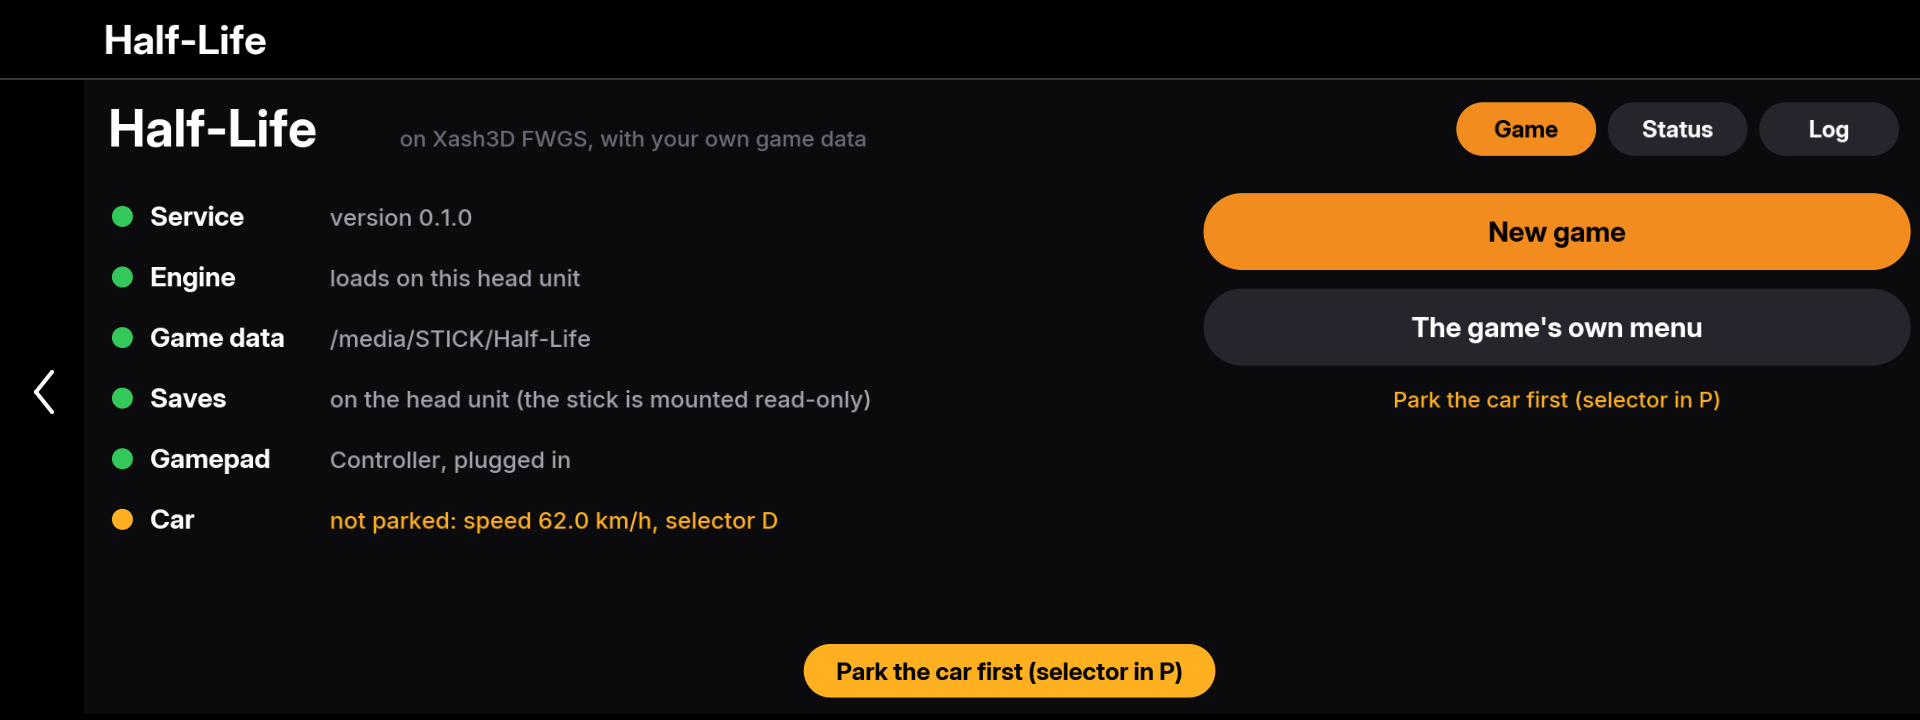 Half-Life
Half-Life
on Xash3D FWGS, with your own game data
Game
Status
Log
Service
version 0.1.0
Engine
loads on this head unit
Game data
/media/STICK/Half-Life
Saves
on the head unit (the stick is mounted read-only)
Gamepad
Controller, plugged in
Car
not parked: speed 62.0 km/h, selector D
New game
The game's own menu
Park the car first (selector in P)
Park the car first (selector in P)